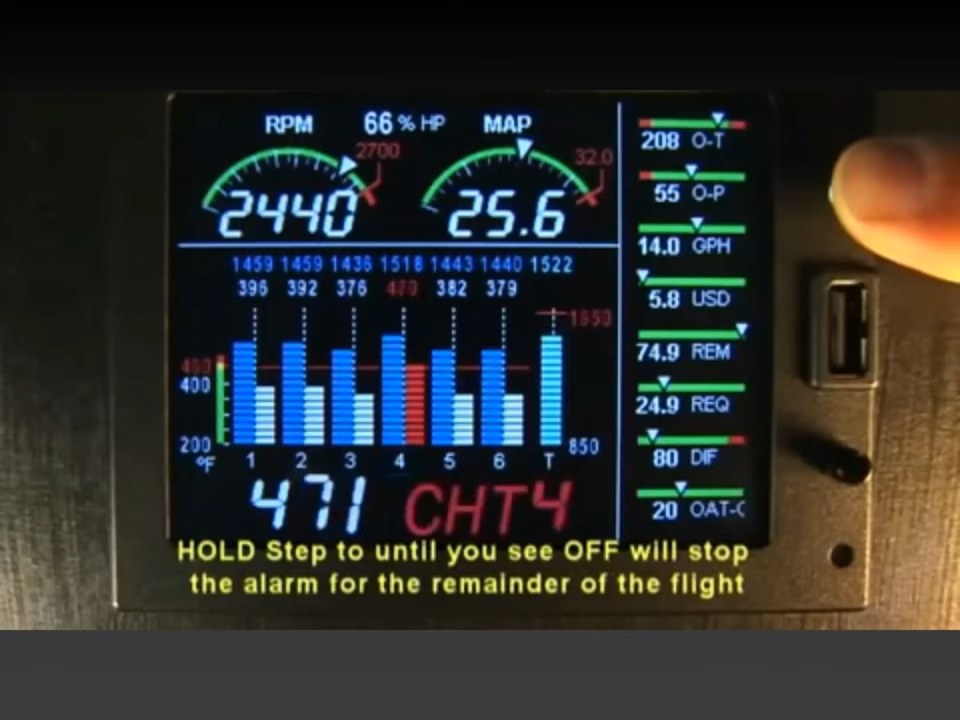 RPM 66 % HP MAP
2700 32.0
2440 25.6
1459 1459 1436 1518 1443 1440 1522
396 392 376 382 379
1650
400
200 850
°F 1 2 3 4 5 6 T
471 CHT4
208 O-T
55 O-P
14.0 GPH
5.8 USD
74.9 REM
24.9 REQ
80 DIF
20 OAT-C
HOLD Step to until you see OFF will stop
the alarm for the remainder of the flight